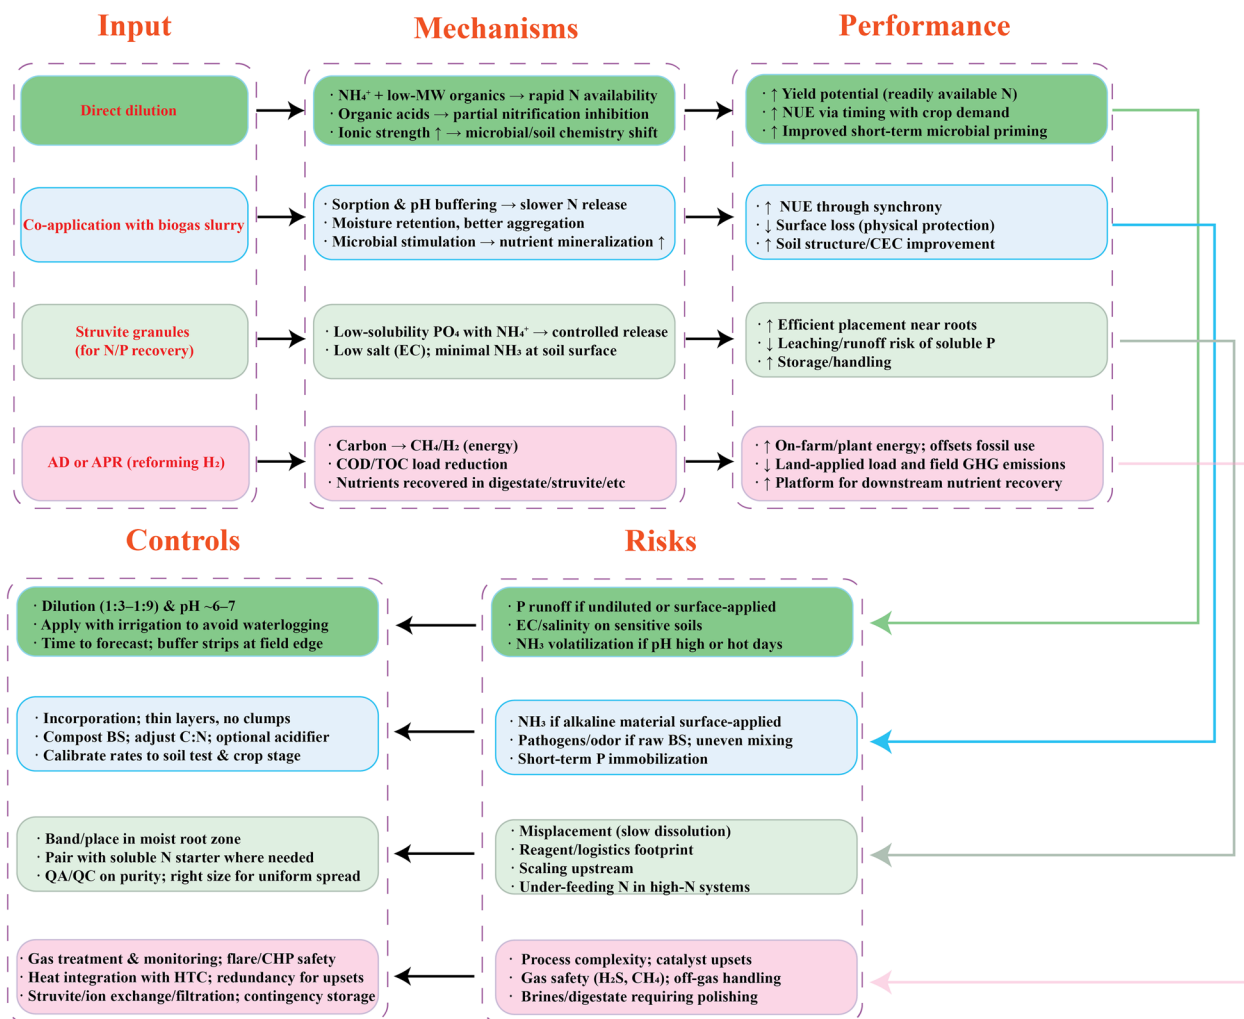 Input
Mechanisms
Performance
Direct dilution
· NH₄⁺ + low-MW organics → rapid N availability
· Organic acids → partial nitrification inhibition
· Ionic strength ↑ → microbial/soil chemistry shift
· ↑ Yield potential (readily available N)
· ↑ NUE via timing with crop demand
· ↑ Improved short-term microbial priming
Co-application with biogas slurry
· Sorption & pH buffering → slower N release
· Moisture retention, better aggregation
· Microbial stimulation → nutrient mineralization ↑
· ↑ NUE through synchrony
· ↓ Surface loss (physical protection)
· ↑ Soil structure/CEC improvement
Struvite granules
(for N/P recovery)
· Low-solubility PO₄ with NH₄⁺ → controlled release
· Low salt (EC); minimal NH₃ at soil surface
· ↑ Efficient placement near roots
· ↓ Leaching/runoff risk of soluble P
· ↑ Storage/handling
AD or APR (reforming H₂)
· Carbon → CH₄/H₂ (energy)
· COD/TOC load reduction
· Nutrients recovered in digestate/struvite/etc
· ↑ On-farm/plant energy; offsets fossil use
· ↓ Land-applied load and field GHG emissions
· ↑ Platform for downstream nutrient recovery
Controls
Risks
· Dilution (1:3–1:9) & pH ~6–7
· Apply with irrigation to avoid waterlogging
· Time to forecast; buffer strips at field edge
· P runoff if undiluted or surface-applied
· EC/salinity on sensitive soils
· NH₃ volatilization if pH high or hot days
· Incorporation; thin layers, no clumps
· Compost BS; adjust C:N; optional acidifier
· Calibrate rates to soil test & crop stage
· NH₃ if alkaline material surface-applied
· Pathogens/odor if raw BS; uneven mixing
· Short-term P immobilization
· Band/place in moist root zone
· Pair with soluble N starter where needed
· QA/QC on purity; right size for uniform spread
· Misplacement (slow dissolution)
· Reagent/logistics footprint
· Scaling upstream
· Under-feeding N in high-N systems
· Gas treatment & monitoring; flare/CHP safety
· Heat integration with HTC; redundancy for upsets
· Struvite/ion exchange/filtration; contingency storage
· Process complexity; catalyst upsets
· Gas safety (H₂S, CH₄); off-gas handling
· Brines/digestate requiring polishing